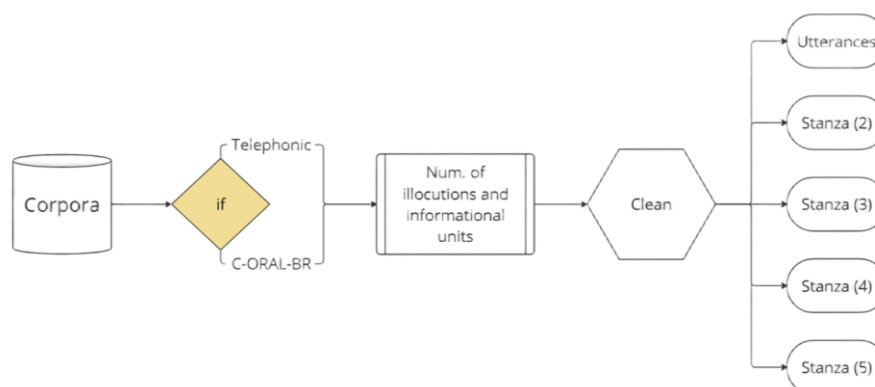 Corpora
if
Telephonic
C-ORAL-BR
Num. of
illocutions and
informational
units
Clean
Utterances
Stanza (2)
Stanza (3)
Stanza (4)
Stanza (5)